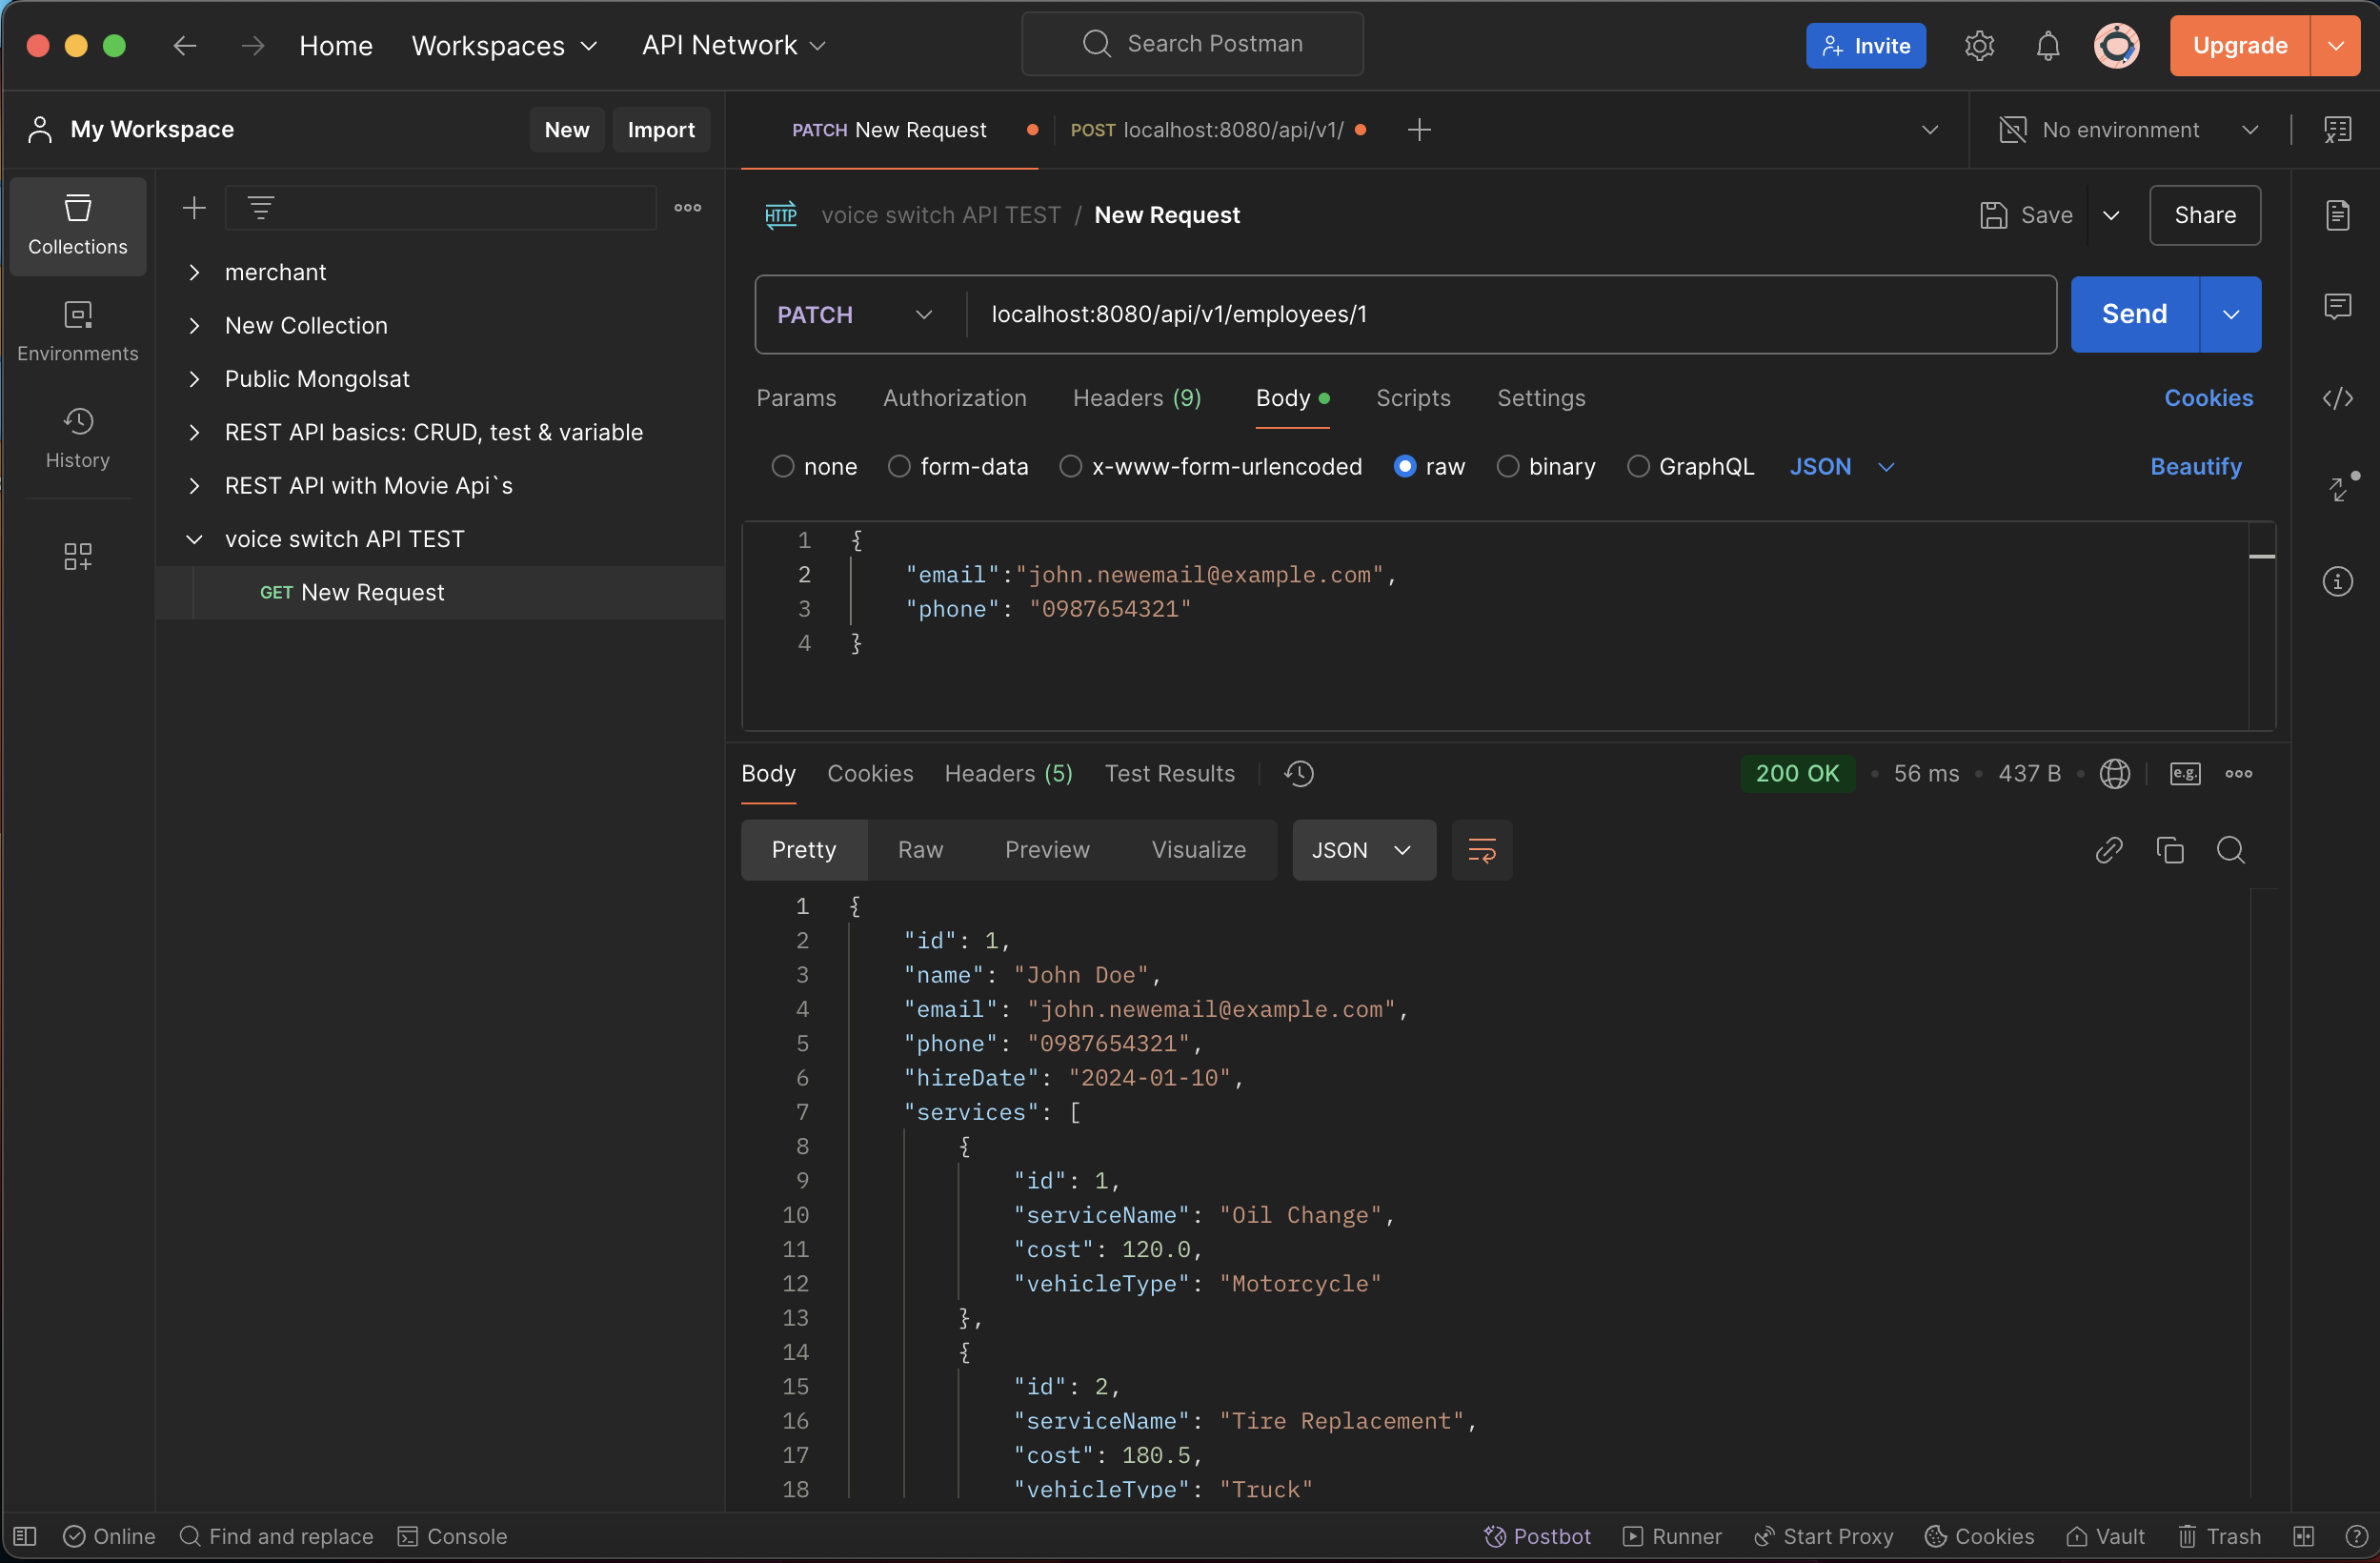 Home Workspaces API Network Search Postman Invite Upgrade
My Workspace New Import PATCH New Request POST localhost:8080/api/v1/ No environment
Collections
Environments
History
merchant
New Collection
Public Mongolsat
REST API basics: CRUD, test & variable
REST API with Movie Api`s
voice switch API TEST
GET New Request
HTTP voice switch API TEST / New Request Save Share
PATCH localhost:8080/api/v1/employees/1 Send
Params Authorization Headers (9) Body Scripts Settings Cookies
none form-data x-www-form-urlencoded raw binary GraphQL JSON Beautify
1 {
2 "email":"john.newemail@example.com",
3 "phone": "0987654321"
4 }
Body Cookies Headers (5) Test Results 200 OK • 56 ms • 437 B • e.g.
Pretty Raw Preview Visualize JSON
1 {
2 "id": 1,
3 "name": "John Doe",
4 "email": "john.newemail@example.com",
5 "phone": "0987654321",
6 "hireDate": "2024-01-10",
7 "services": [
8 {
9 "id": 1,
10 "serviceName": "Oil Change",
11 "cost": 120.0,
12 "vehicleType": "Motorcycle"
13 },
14 {
15 "id": 2,
16 "serviceName": "Tire Replacement",
17 "cost": 180.5,
18 "vehicleType": "Truck"
Online Find and replace Console Postbot Runner Start Proxy Cookies Vault Trash